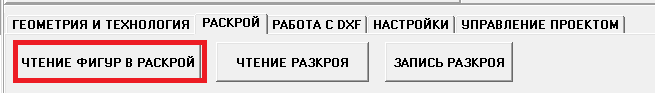 ГЕОМЕТРИЯ И ТЕХНОЛОГИЯ РАСКРОЙ РАБОТА С DXF НАСТРОЙКИ УПРАВЛЕНИЕ ПРОЕКТОМ
ЧТЕНИЕ ФИГУР В РАСКРОЙ ЧТЕНИЕ РАЗКРОЯ ЗАПИСЬ РАЗКРОЯ